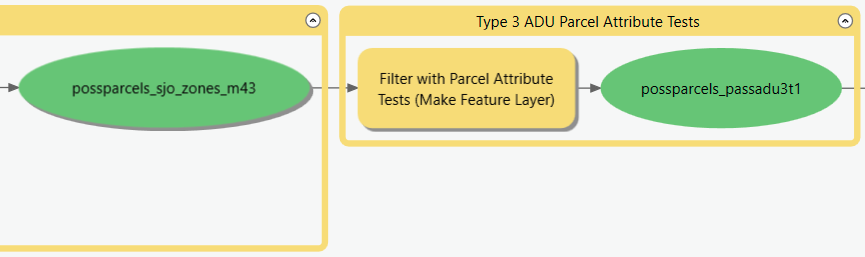 Type 3 ADU Parcel Attribute Tests
possparcels_sjo_zones_m43
Filter with Parcel Attribute
Tests (Make Feature Layer)
possparcels_passadu3t1